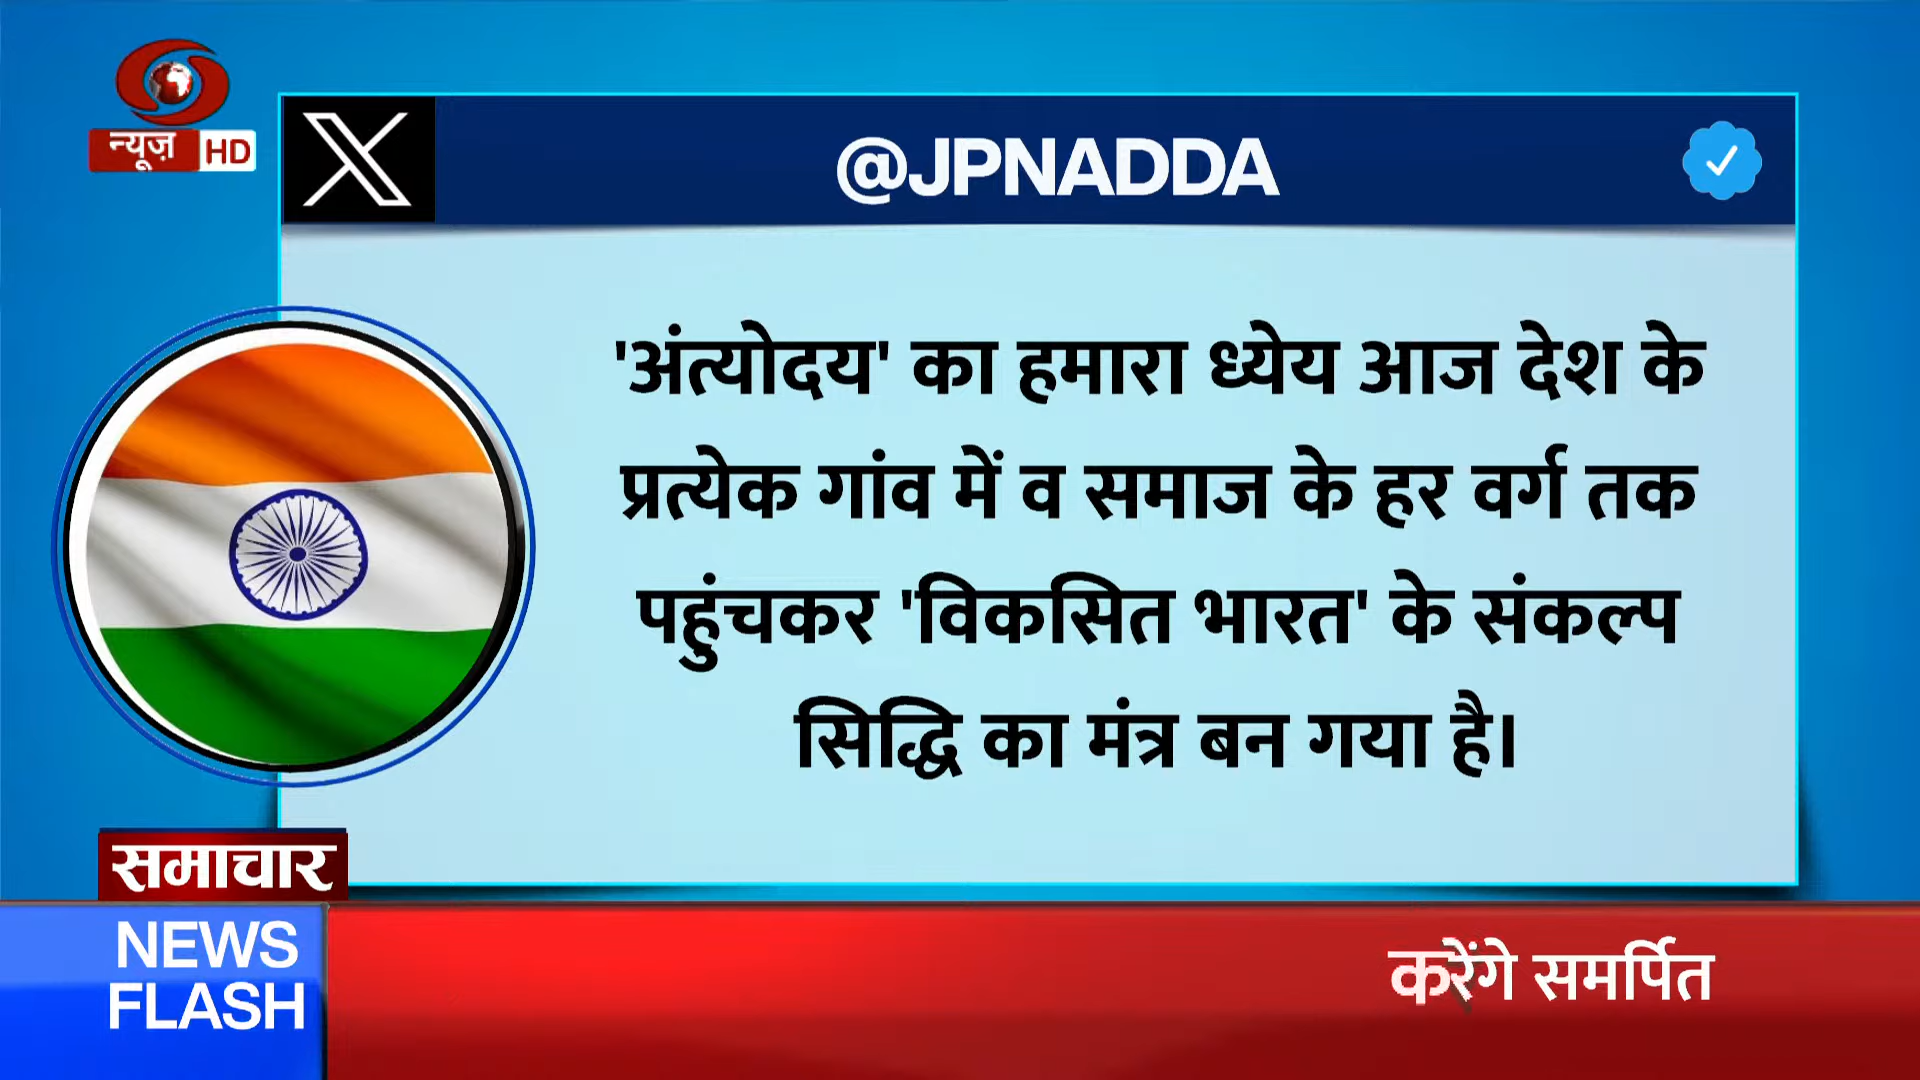 न्यूज़ HD
@JPNADDA
'अंत्योदय' का हमारा ध्येय आज देश के
प्रत्येक गांव में व समाज के हर वर्ग तक
पहुंचकर 'विकसित भारत' के संकल्प
सिद्धि का मंत्र बन गया है।
समाचार
NEWS
FLASH
करेंगे समर्पित